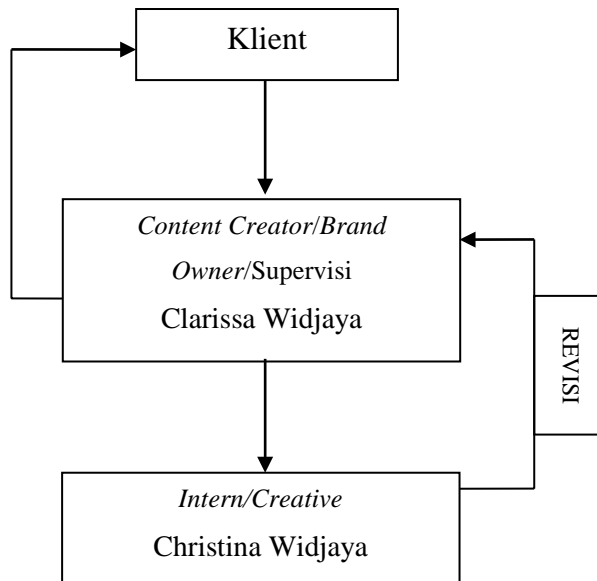 Klient
Content Creator/Brand
Owner/Supervisi
Clarissa Widjaya
REVISI
Intern/Creative
Christina Widjaya